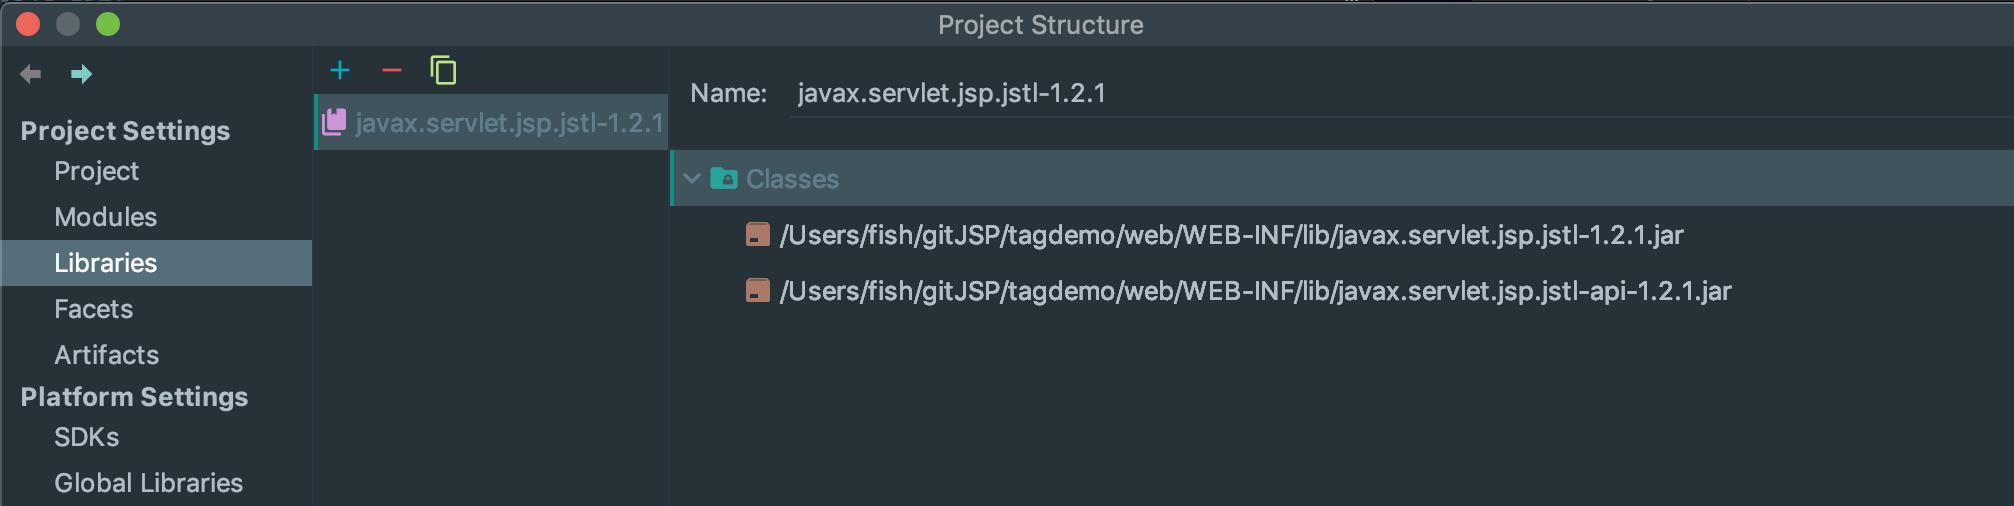 Project Structure
Project Settings
Project
Modules
Libraries
Facets
Artifacts
Platform Settings
SDKs
Global Libraries
javax.servlet.jsp.jstl-1.2.1
Name: javax.servlet.jsp.jstl-1.2.1
Classes
/Users/fish/gitJSP/tagdemo/web/WEB-INF/lib/javax.servlet.jsp.jstl-1.2.1.jar
/Users/fish/gitJSP/tagdemo/web/WEB-INF/lib/javax.servlet.jsp.jstl-api-1.2.1.jar